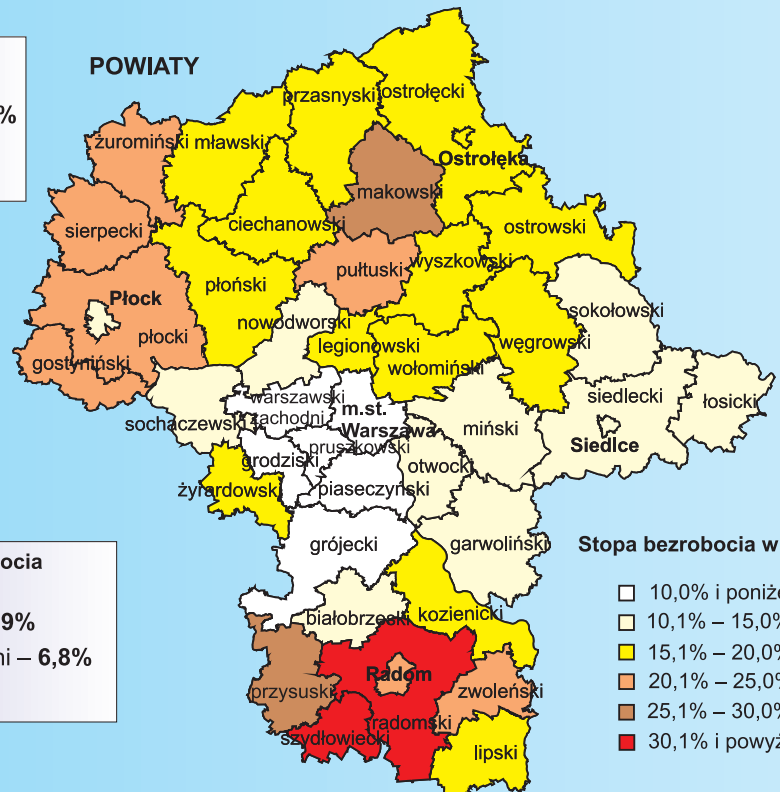 POWIATY
%
przasnyski
ostrołęcki
żuromiński
mławski
Ostrołęka
makowski
sierpecki
ciechanowski
ostrowski
pułtuski
wyszkowski
płoński
Płock
sokołowski
nowodworski
płocki
legionowski
węgrowski
gostyniński
wołomiński
siedlecki
warszawski
zachodni
łosicki
m.st.
Warszawa
sochaczewski
miński
Siedlce
pruszkowski
grodziski
otwocki
żyrardowski
piaseczyński
grójecki
garwoliński
białobrzeski
kozienicki
Radom
przysuski
zwoleński
radomski
szydłowiecki
lipski
ocia
9%
ni – 6,8%
Stopa bezrobocia w
10,0% i poniże
10,1% – 15,0%
15,1% – 20,0%
20,1% – 25,0%
25,1% – 30,0%
30,1% i powyż